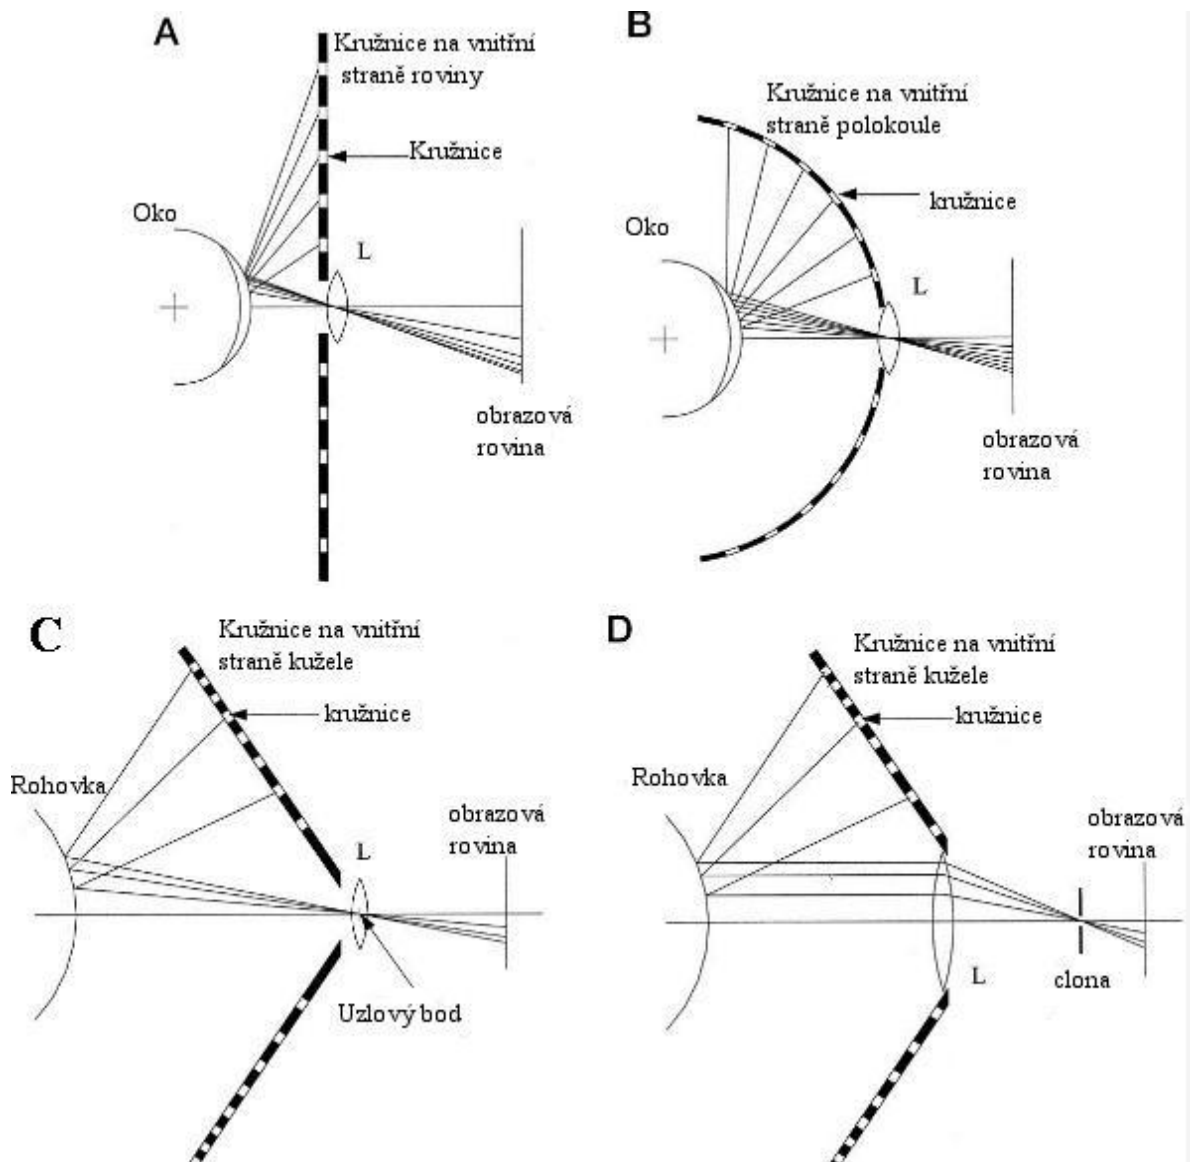 A
Kružnice na vnitřní
straně roviny
Kružnice
Oko
L
obrazová
rovina
B
Kružnice na vnitřní
straně polokoule
kružnice
Oko
L
obrazová
rovina
C
Kružnice na vnitřní
straně kužele
kružnice
Rohovka
L
obrazová
rovina
Uzlový bod
D
Kružnice na vnitřní
straně kužele
kružnice
Rohovka
obrazová
rovina
L
clona